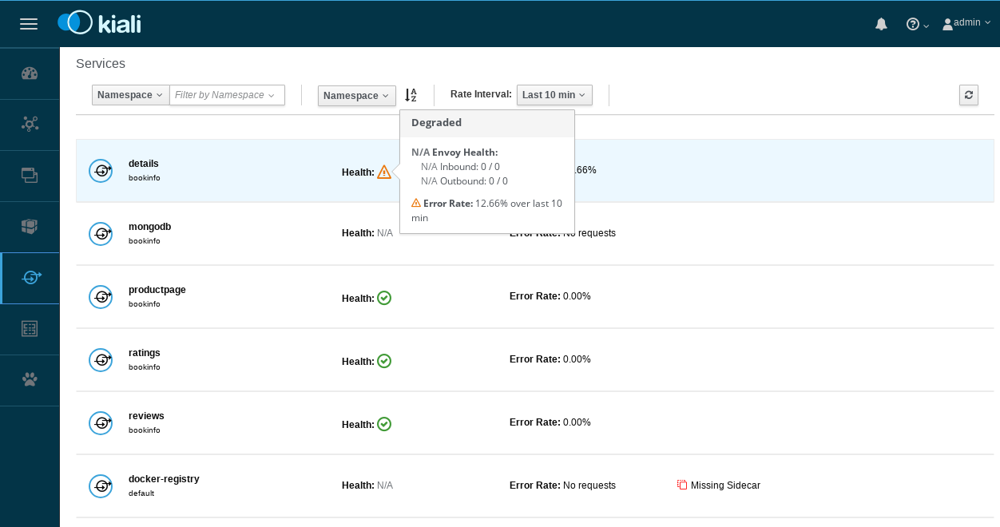 kiali
admin
Services
Namespace
Filter by Namespace
Namespace
Rate Interval:
Last 10 min
Degraded
N/A Envoy Health:
N/A Inbound: 0 / 0
N/A Outbound: 0 / 0
Error Rate: 12.66% over last 10
min
details
bookinfo
Health:
.66%
mongodb
bookinfo
Health: N/A
Error Rate: No requests
productpage
bookinfo
Health:
Error Rate: 0.00%
ratings
bookinfo
Health:
Error Rate: 0.00%
reviews
bookinfo
Health:
Error Rate: 0.00%
docker-registry
default
Health: N/A
Error Rate: No requests
Missing Sidecar